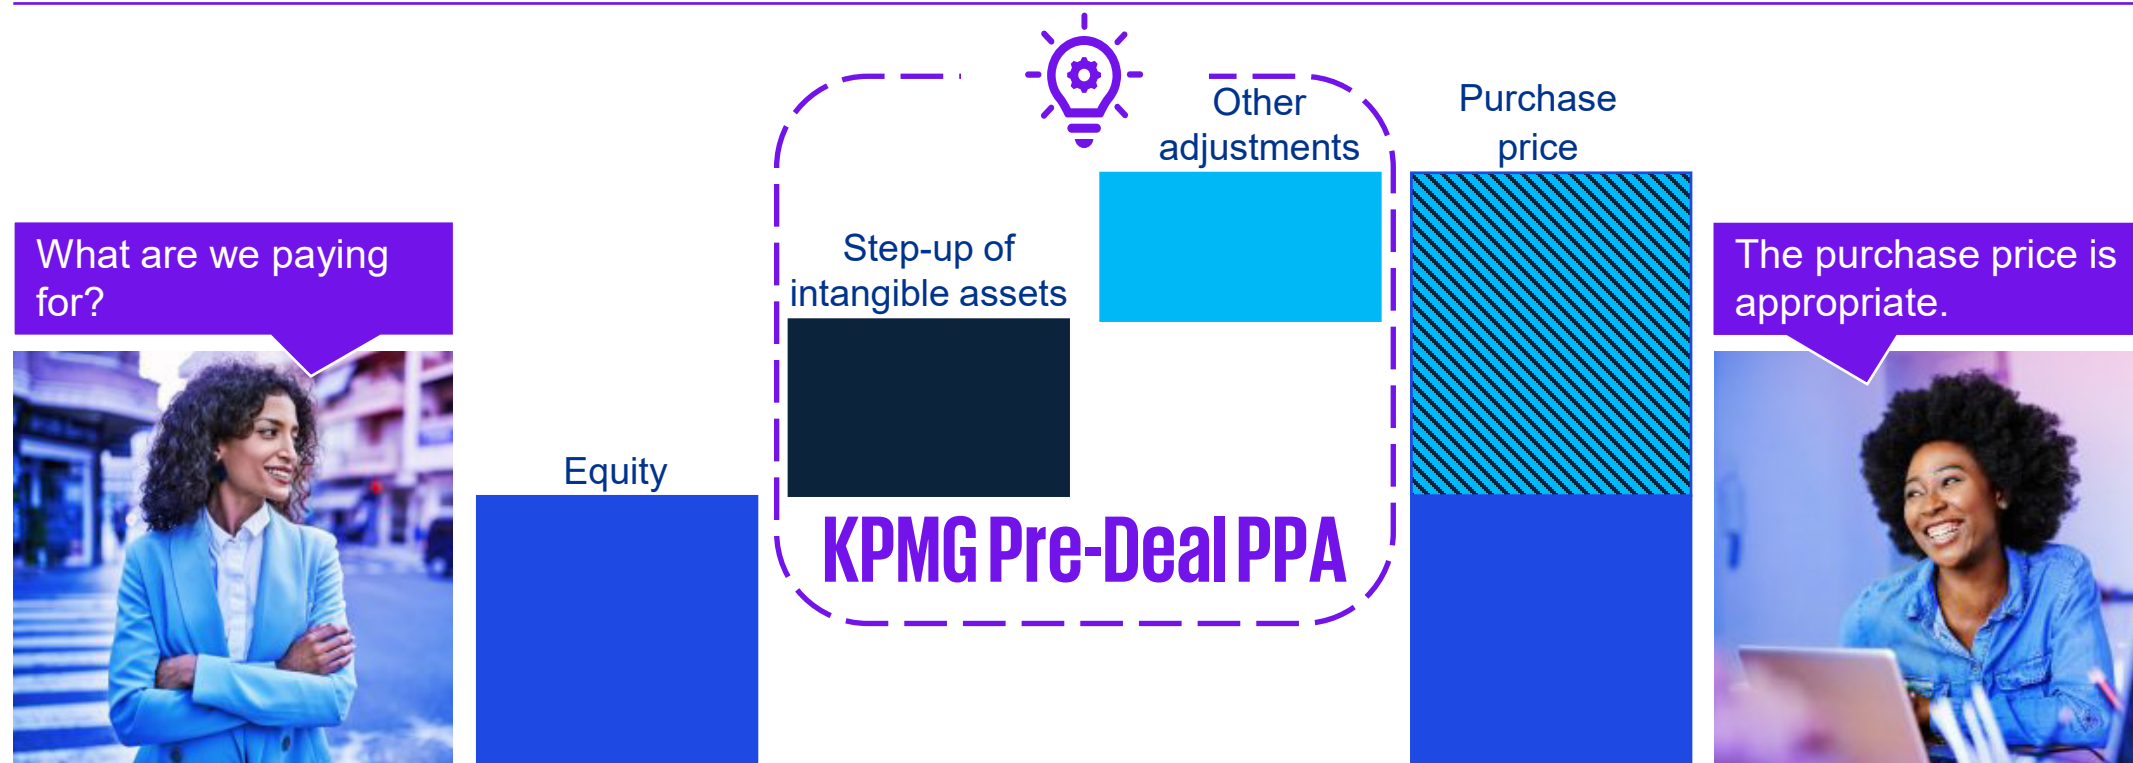 What are we paying
for?
Equity
Step-up of
intangible assets
Other
adjustments
KPMG Pre-Deal PPA
Purchase
price
The purchase price is
appropriate.